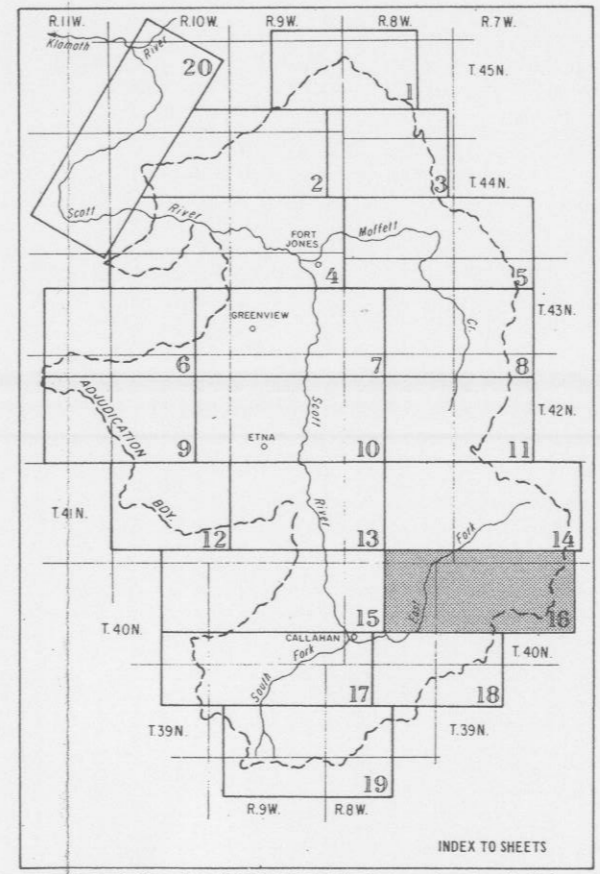 R.11W. R.10W. R.9W. R.8W. R.7W.
Klamath River
20
T.45N.
1
2
3
T.44N.
Scott River
FORT JONES
Moffett
4
5
GREENVIEW
Cr.
T.43N.
6
7
8
ADJUDICATION
Scott
T.42N.
ETNA
9
10
11
T.41N.
BDY.
River
12
13
Fork
14
East
15
16
T.40N.
CALLAHAN
Fork
T.40N.
South
17
18
T.39N.
T.39N.
19
R.9W. R.8W.
INDEX TO SHEETS